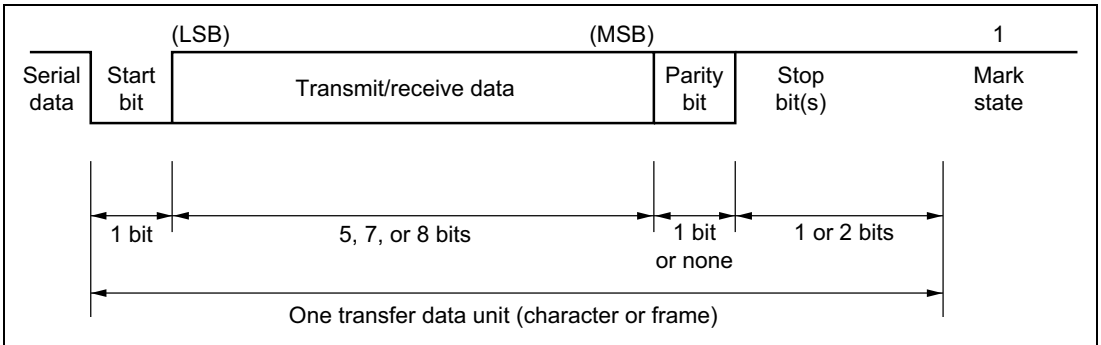 (LSB) (MSB) 1
Serial Start Transmit/receive data Parity Stop Mark
data bit bit bit(s) state
1 bit 5, 7, or 8 bits 1 bit 1 or 2 bits
or none
One transfer data unit (character or frame)